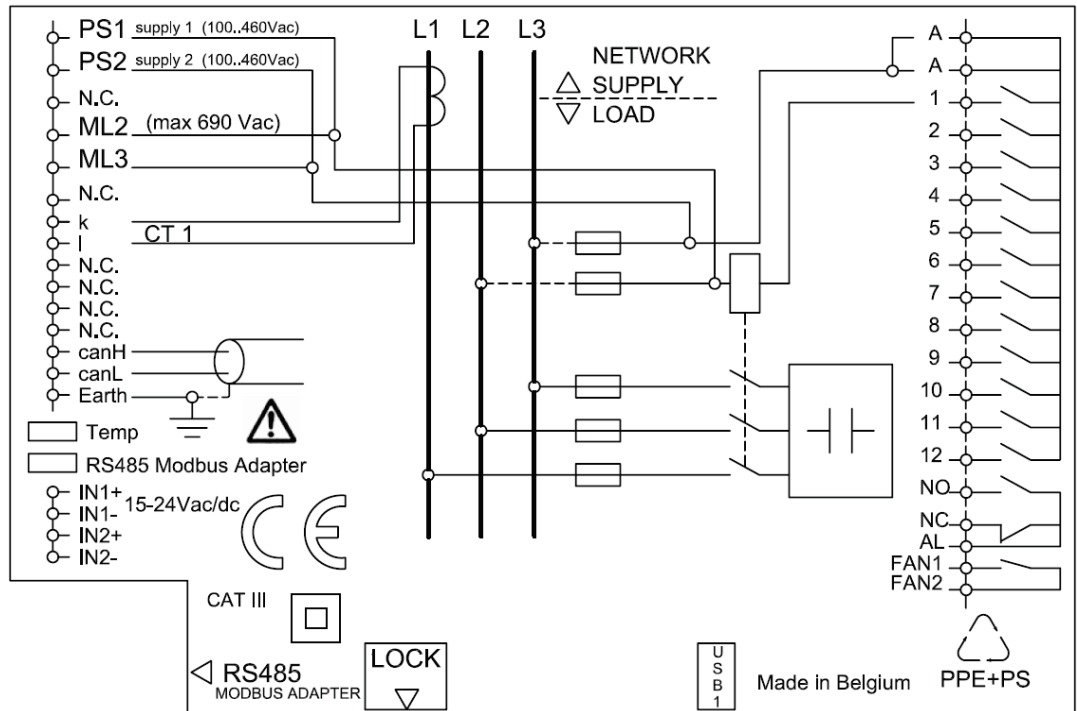 PS1 supply 1 (100..460Vac)
PS2 supply 2 (100..460Vac)
N.C.
ML2 (max 690 Vac)
ML3
N.C.
k
l CT 1
N.C.
N.C.
N.C.
N.C.
canH
canL
Earth
Temp
RS485 Modbus Adapter
IN1+
IN1-
IN2+
IN2-
15-24Vac/dc
CE
CAT III
RS485
MODBUS ADAPTER
LOCK
L1 L2 L3
NETWORK
SUPPLY
LOAD
A
A
1
2
3
4
5
6
7
8
9
10
11
12
NO
NC
AL
FAN1
FAN2
USB1
Made in Belgium
PPE+PS